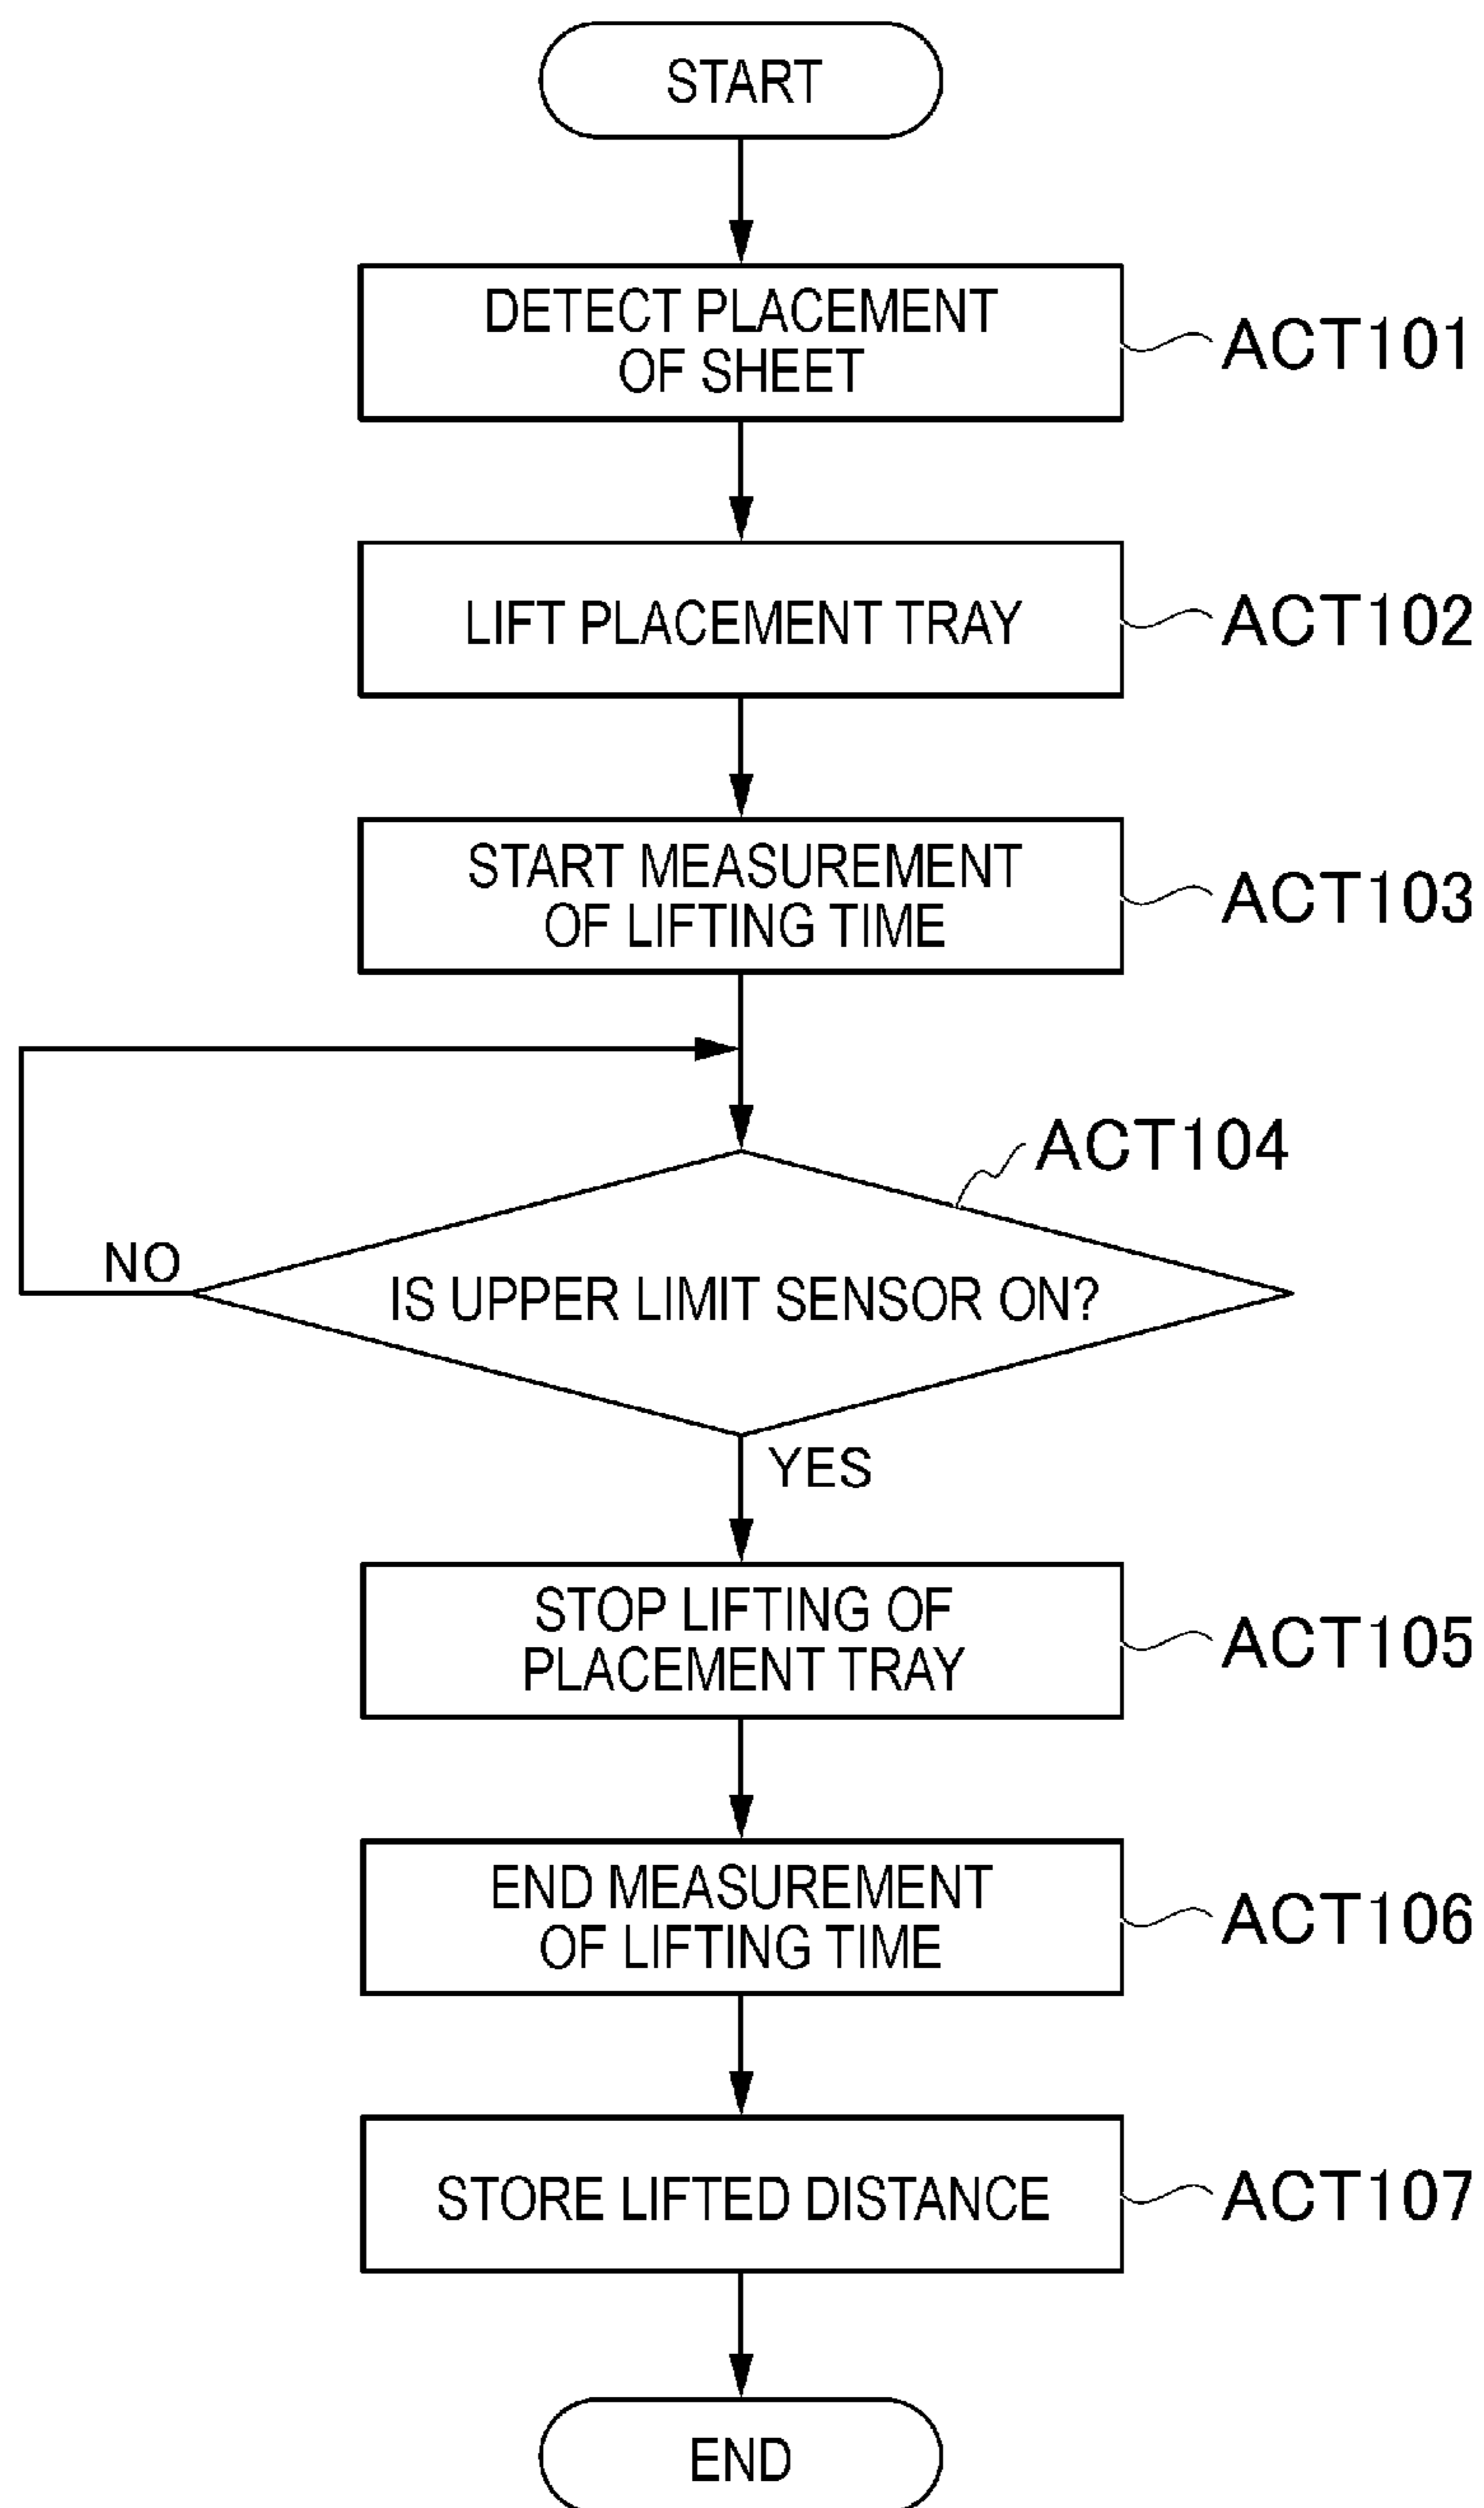 START
DETECT PLACEMENT
OF SHEET
ACT101
LIFT PLACEMENT TRAY
ACT102
START MEASUREMENT
OF LIFTING TIME
ACT103
ACT104
NO
IS UPPER LIMIT SENSOR ON?
YES
STOP LIFTING OF
PLACEMENT TRAY
ACT105
END MEASUREMENT
OF LIFTING TIME
ACT106
STORE LIFTED DISTANCE
ACT107
END